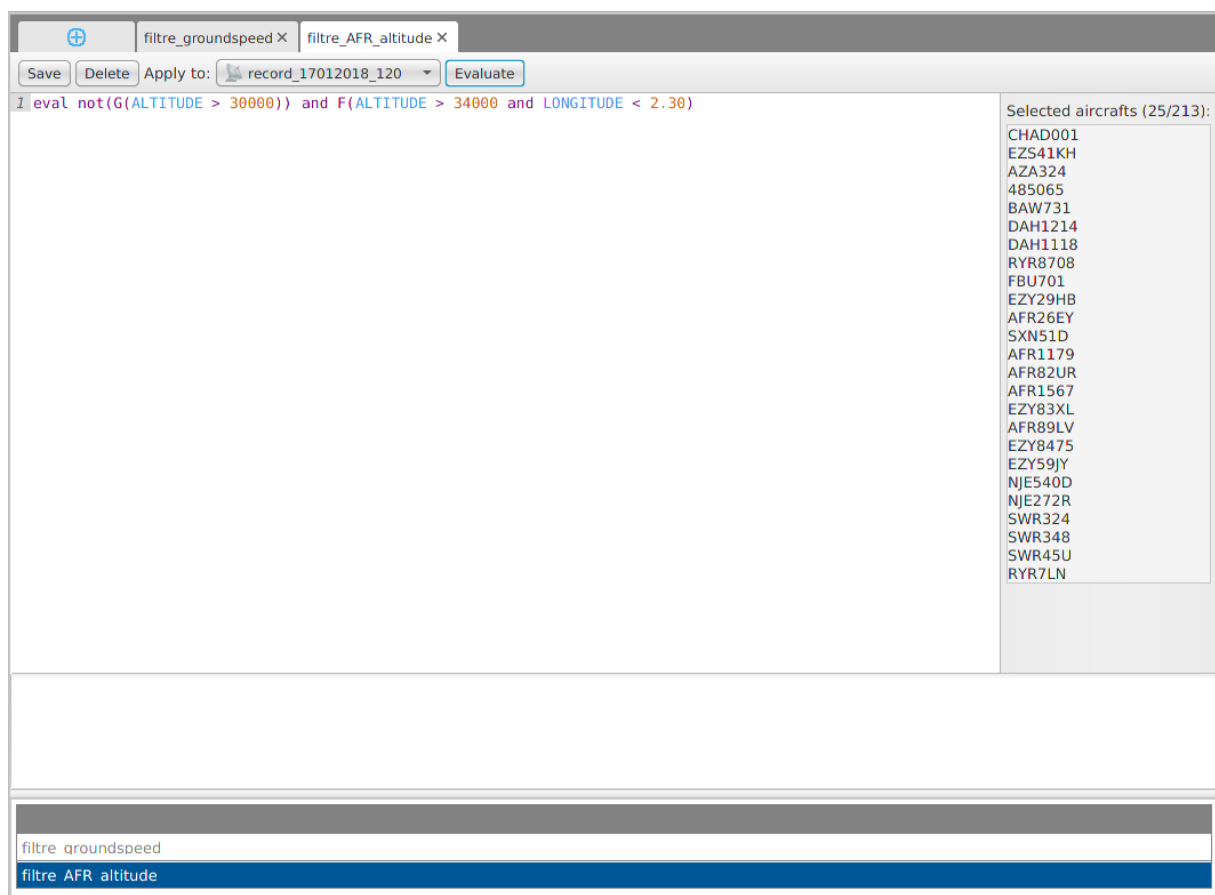 filtre_groundspeed × filtre_AFR_altitude ×
Save Delete Apply to: record_17012018_120 Evaluate
1 eval not(G(ALTITUDE > 30000)) and F(ALTITUDE > 34000 and LONGITUDE < 2.30)
Selected aircrafts (25/213):
CHAD001
EZS41KH
AZA324
485065
BAW731
DAH1214
DAH1118
RYR8708
FBU701
EZY29HB
AFR26EY
SXN51D
AFR1179
AFR82UR
AFR1567
EZY83XL
AFR89LV
EZY8475
EZY59JY
NJE540D
NJE272R
SWR324
SWR348
SWR45U
RYR7LN
filtre_groundspeed
filtre_AFR_altitude